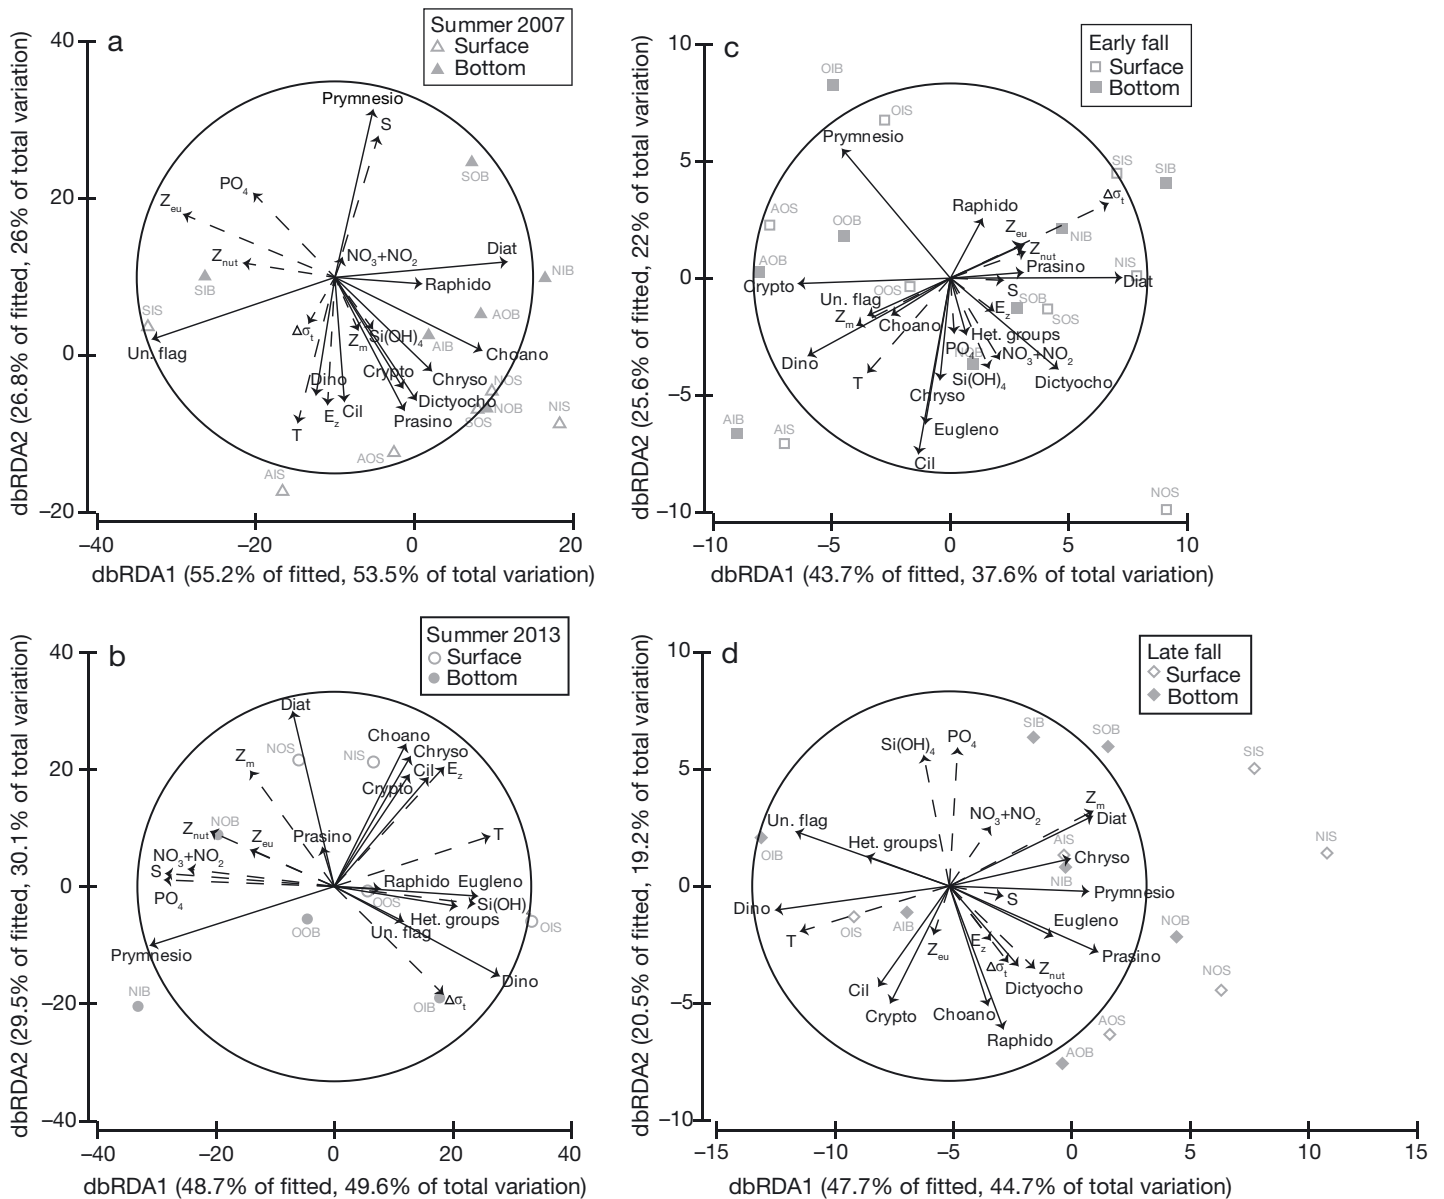 a
Summer 2007
Surface
Bottom
dbRDA2 (26.8% of fitted, 26% of total variation)
40
20
0
−20
Prymnesio
S
SOB
PO4
Zeu
Znut
NO3+NO2
Diat
Raphido
NIB
SIB
SIS
AOB
Δσt
Zm
Si(OH)4
AIB
Un. flag
Choano
Crypto
Chryso
NOS
Dino
Dictyocho
NOB
Ez
Cil
Prasino
SOS
NIS
T
AOS
AIS
−40
−20
0
20
dbRDA1 (55.2% of fitted, 53.5% of total variation)
c
Early fall
Surface
Bottom
dbRDA2 (25.6% of fitted, 22% of total variation)
10
5
0
−5
−10
OIB
OIS
Prymnesio
SIS
SIB
Δσt
AOS
OOB
Raphido
Zeu
NIB
Znut
AOB
Prasino
NIS
Crypto
OOS
S
Diat
Un. flag
Ez
SOB
SOS
Zm
Choano
Het. groups
PO4
NOB
NO3+NO2
Dino
T
Si(OH)4
Dictyocho
Chryso
AIB
AIS
Eugleno
Cil
NOS
−10
−5
0
5
10
dbRDA1 (43.7% of fitted, 37.6% of total variation)
b
Summer 2013
Surface
Bottom
dbRDA2 (29.5% of fitted, 30.1% of total variation)
40
20
0
−20
−40
Diat
Choano
NOS
NIS
Chryso
Zm
Cil
Ez
Crypto
NOB
Znut
Zeu
Prasino
T
NO3+NO2
S
Raphido
Eugleno
PO4
OOS
Si(OH)
OOB
Het. groups
OIS
Un. flag
Prymnesio
Dino
NIB
OIB
Δσt
−40
−20
0
20
40
dbRDA1 (48.7% of fitted, 49.6% of total variation)
d
Late fall
Surface
Bottom
dbRDA2 (20.5% of fitted, 19.2% of total variation)
10
5
0
−5
−10
SIB
SOB
Si(OH)4
PO4
SIS
Zm
Un. flag
NO3+NO2
Diat
OIB
Het. groups
AIS
NIS
Chryso
NIB
Prymnesio
Dino
S
T
OIS
AIB
Eugleno
NOB
Zeu
Ez
Prasino
Δσt
Znut
NOS
Cil
Dictyocho
Crypto
Choano
AOS
Raphido
AOB
−15
−10
−5
0
5
10
15
dbRDA1 (47.7% of fitted, 44.7% of total variation)